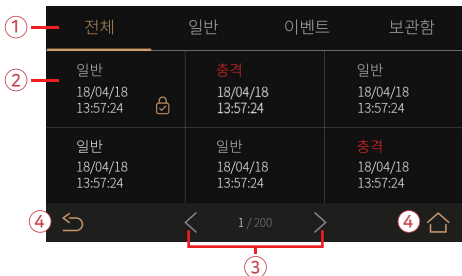 ① 전체 일반 이벤트 보관함
② 일반 충격 일반
18/04/18 18/04/18 18/04/18
13:57:24 13:57:24 13:57:24
일반 일반 충격
18/04/18 18/04/18 18/04/18
13:57:24 13:57:24 13:57:24
④ 1 / 200 ④
③